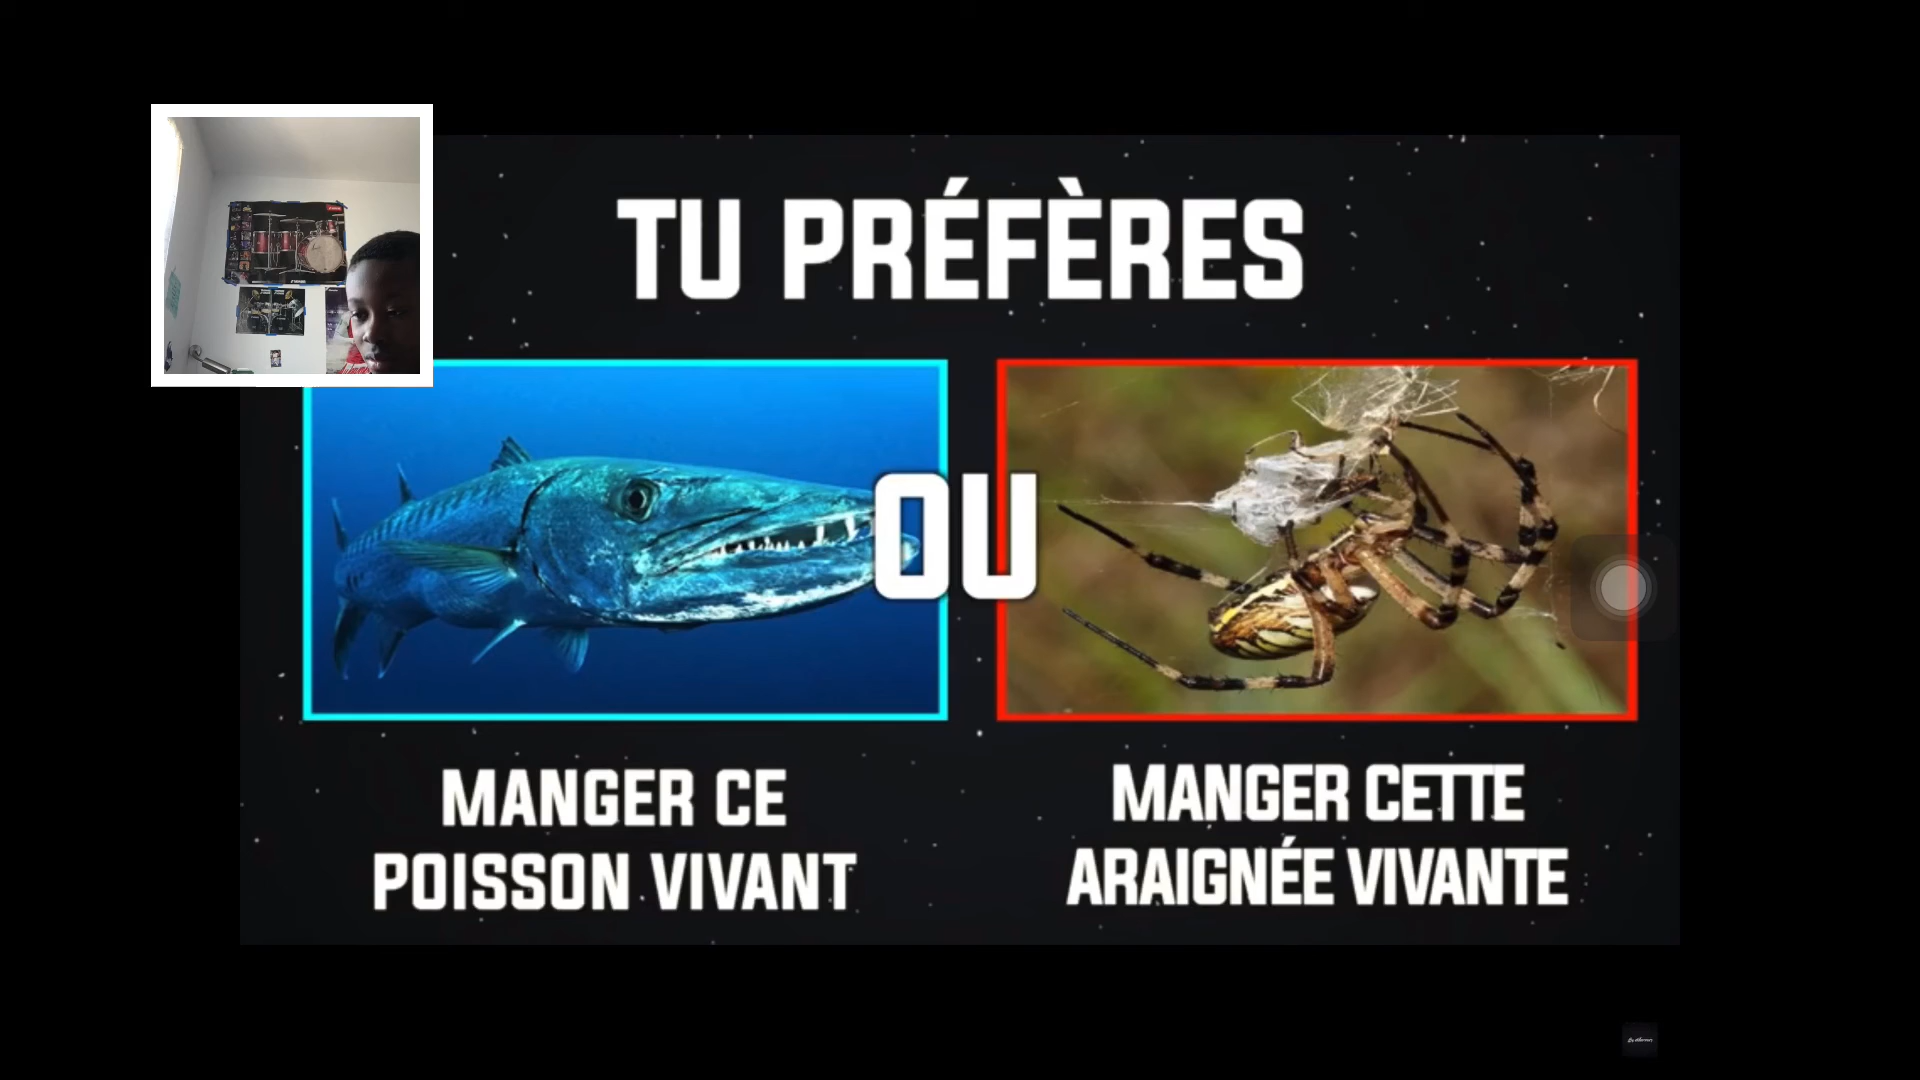 TU PRÉFÈRES
OU
MANGER CE
POISSON VIVANT
MANGER CETTE
ARAIGNÉE VIVANTE